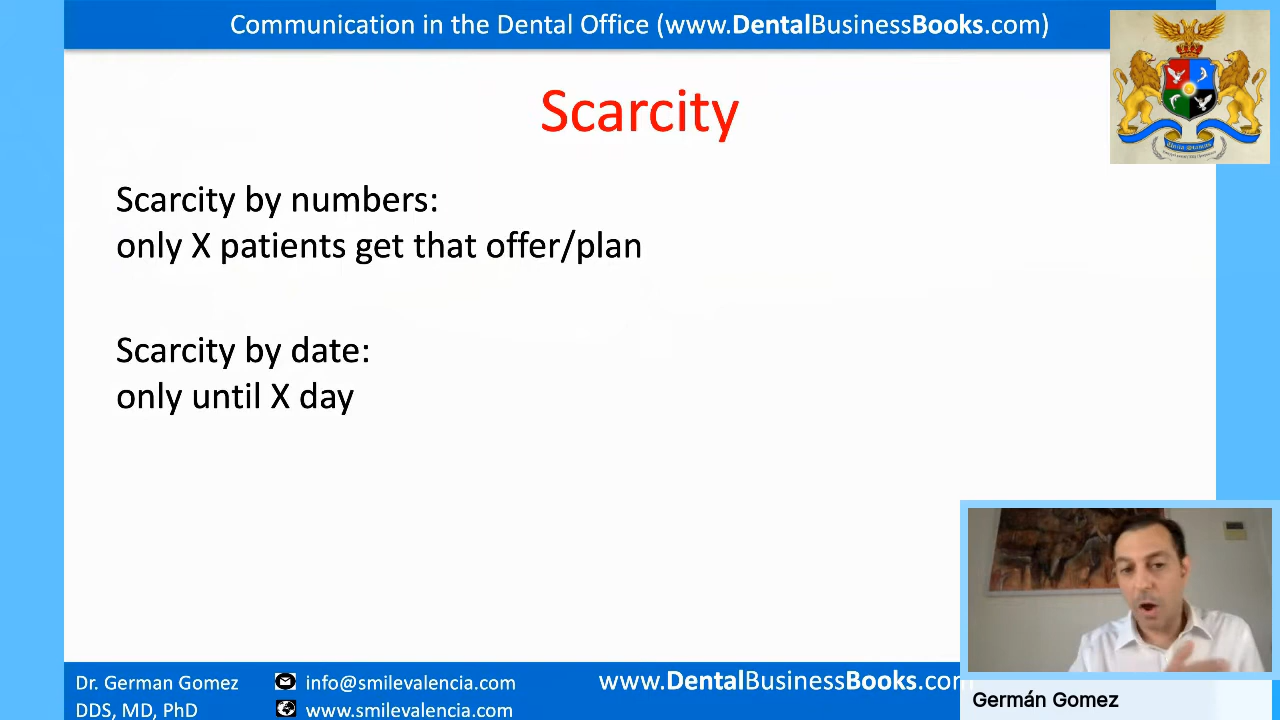 Communication in the Dental Office (www.DentalBusinessBooks.com)
Scarcity
Scarcity by numbers:
only X patients get that offer/plan
Scarcity by date:
only until X day
Dr. German Gomez
DDS, MD, PhD
info@smilevalencia.com
www.smilevalencia.com
www.DentalBusinessBooks.com
Germán Gomez